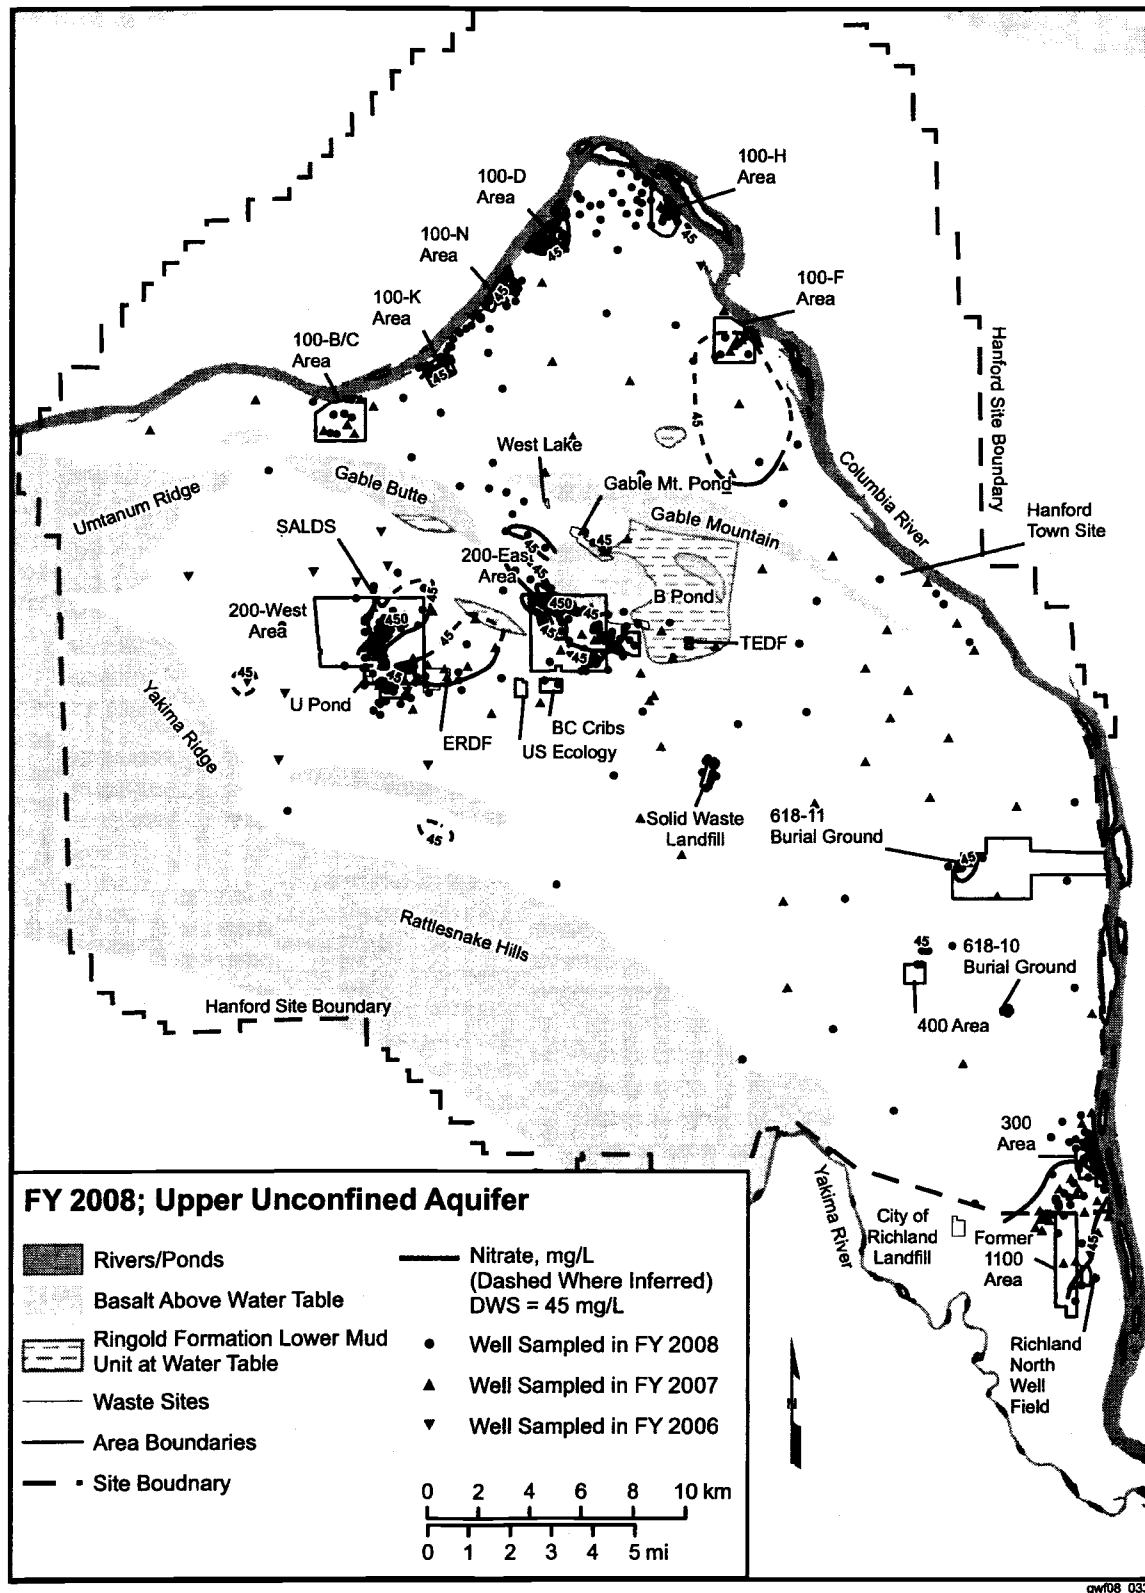 100-H
Area
100-D
Area
45
45
100-N
Area
45
100-F
Area
100-K
Area
100-B/C
Area
45
45
Hanford Site Boundary
West Lake
Gable Butte
Gable Mt. Pond
Columbia River
Umtanum Ridge
SALDS
Gable Mountain
Hanford
Town Site
45
45
200-East
Area
45
45
450
45
B Pond
200-West
Area
450
45
45
TEDF
45
45
45
U Pond
BC Cribs
Yakima Ridge
ERDF
US Ecology
Solid Waste
Landfill
618-11
Burial Ground
45
45
Rattlesnake Hills
45
618-10
Burial Ground
Hanford Site Boundary
400 Area
300
Area
Yakima River
City of
Richland
Landfill
Former
1100
Area
45
Richland
North
Well
Field
N
FY 2008; Upper Unconfined Aquifer
Rivers/Ponds
Basalt Above Water Table
Ringold Formation Lower Mud
Unit at Water Table
Waste Sites
Area Boundaries
Site Boudnary
Nitrate, mg/L
(Dashed Where Inferred)
DWS = 45 mg/L
Well Sampled in FY 2008
Well Sampled in FY 2007
Well Sampled in FY 2006
0 2 4 6 8 10 km
0 1 2 3 4 5 mi